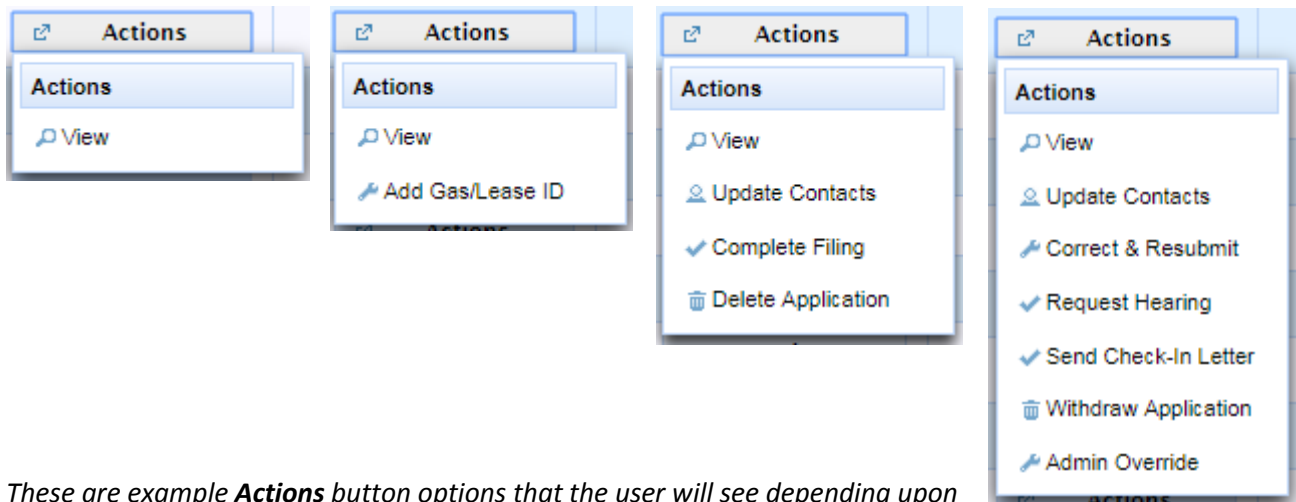 Actions
Actions
View
Actions
Actions
View
Add Gas/Lease ID
Actions
Actions
Actions
View
Update Contacts
Complete Filing
Delete Application
Actions
Actions
View
Update Contacts
Correct & Resubmit
Request Hearing
Send Check-In Letter
Withdraw Application
Admin Override
Actions
These are example Actions button options that the user will see depending upon